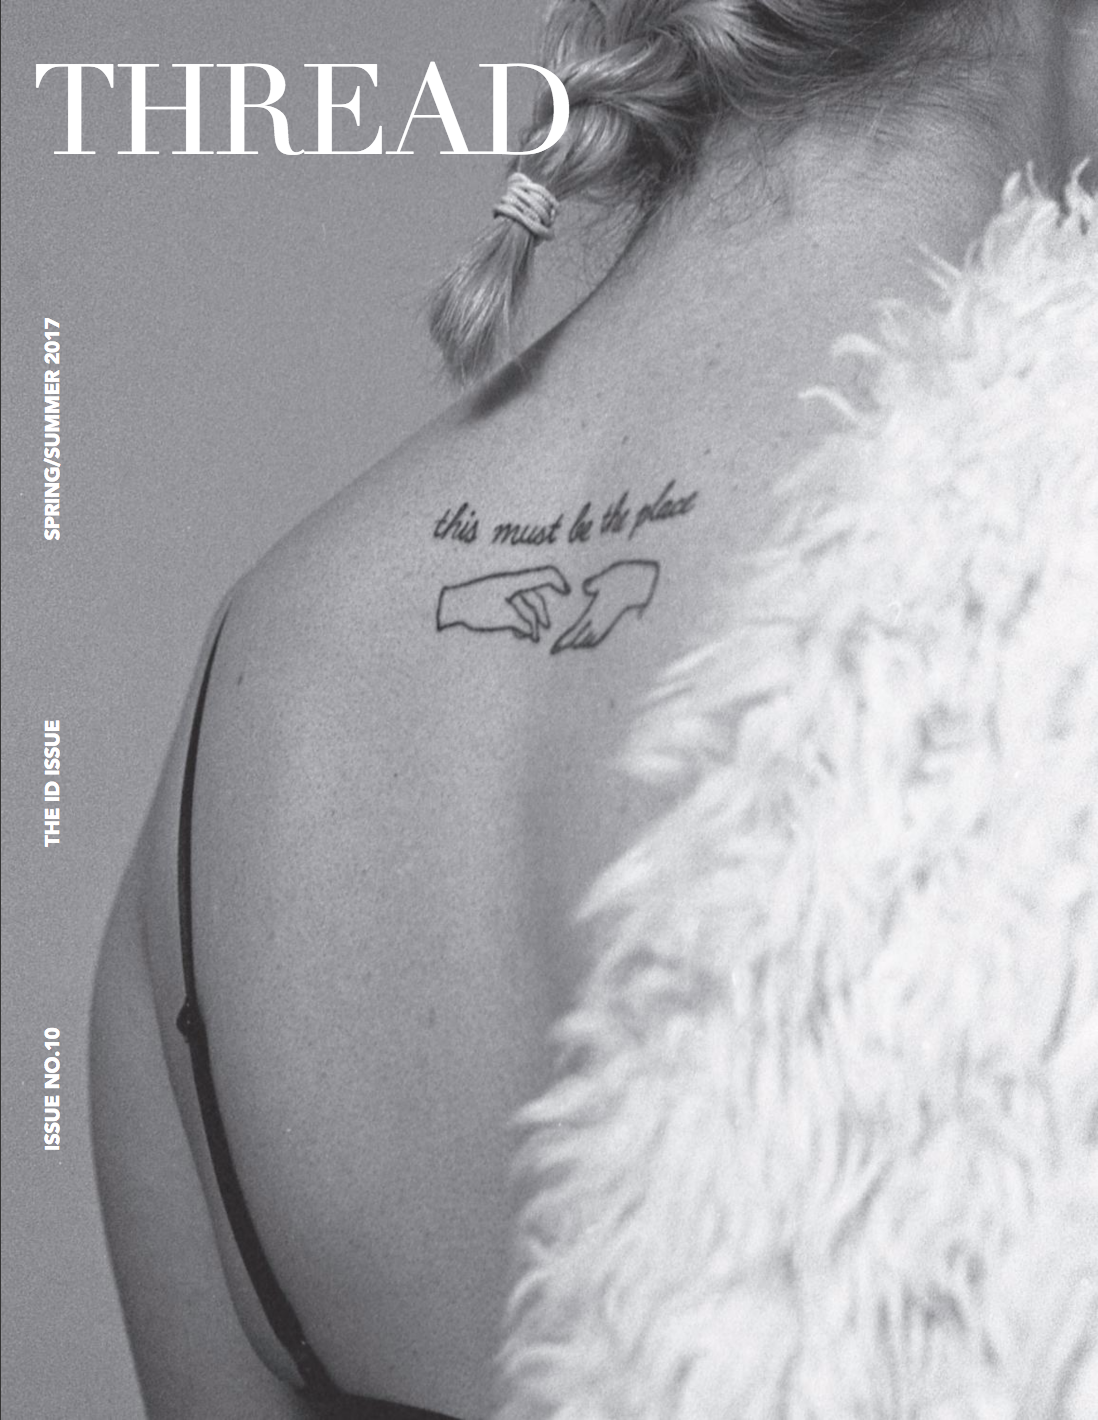 THREAD
SPRING/SUMMER 2017
THE ID ISSUE
ISSUE NO.10
this must be the place